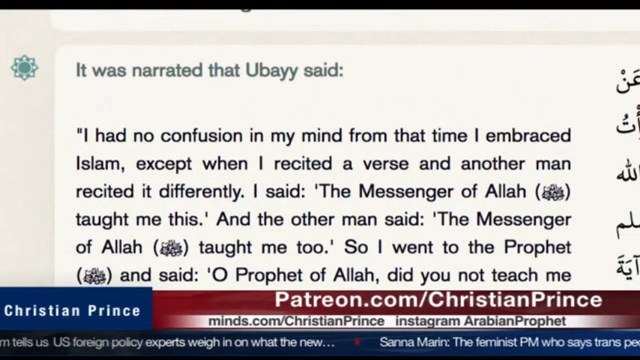 It was narrated that Ubayy said:
عَنْ
"I had no confusion in my mind from that time I embraced
Islam, except when I recited a verse and another man
recited it differently. I said: 'The Messenger of Allah (ﷺ)
الله
taught me this.' And the other man said: 'The Messenger
of Allah (ﷺ) taught me too.' So I went to the Prophet
(ﷺ) and said: 'O Prophet of Allah, did you not teach me
Christian Prince
Patreon.com/ChristianPrince
minds.com/ChristianPrince instagram ArabianProphet
m tells us US foreign policy experts weigh in on what the new…
Sanna Marin: The feminist PM who says trans pe